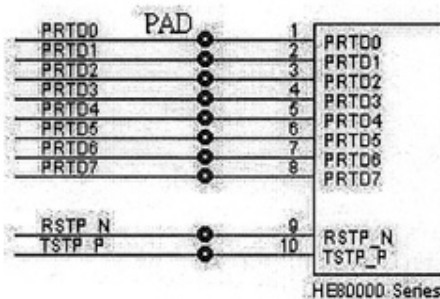 PAD
PRTD0 1 PRTD0
PRTD1 2 PRTD1
PRTD2 3 PRTD2
PRTD3 4 PRTD3
PRTD4 5 PRTD4
PRTD5 6 PRTD5
PRTD6 7 PRTD6
PRTD7 8 PRTD7
RSTP_N 9 RSTP_N
TSTP_P 10 TSTP_P
HE80000 Series